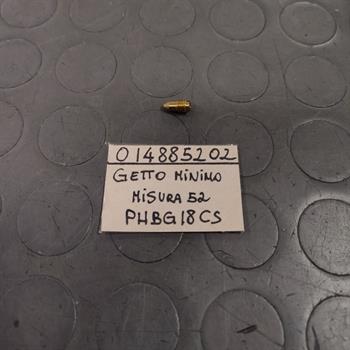 014885202
GETTO MINIMO
MISURA 52
PHBG18CS